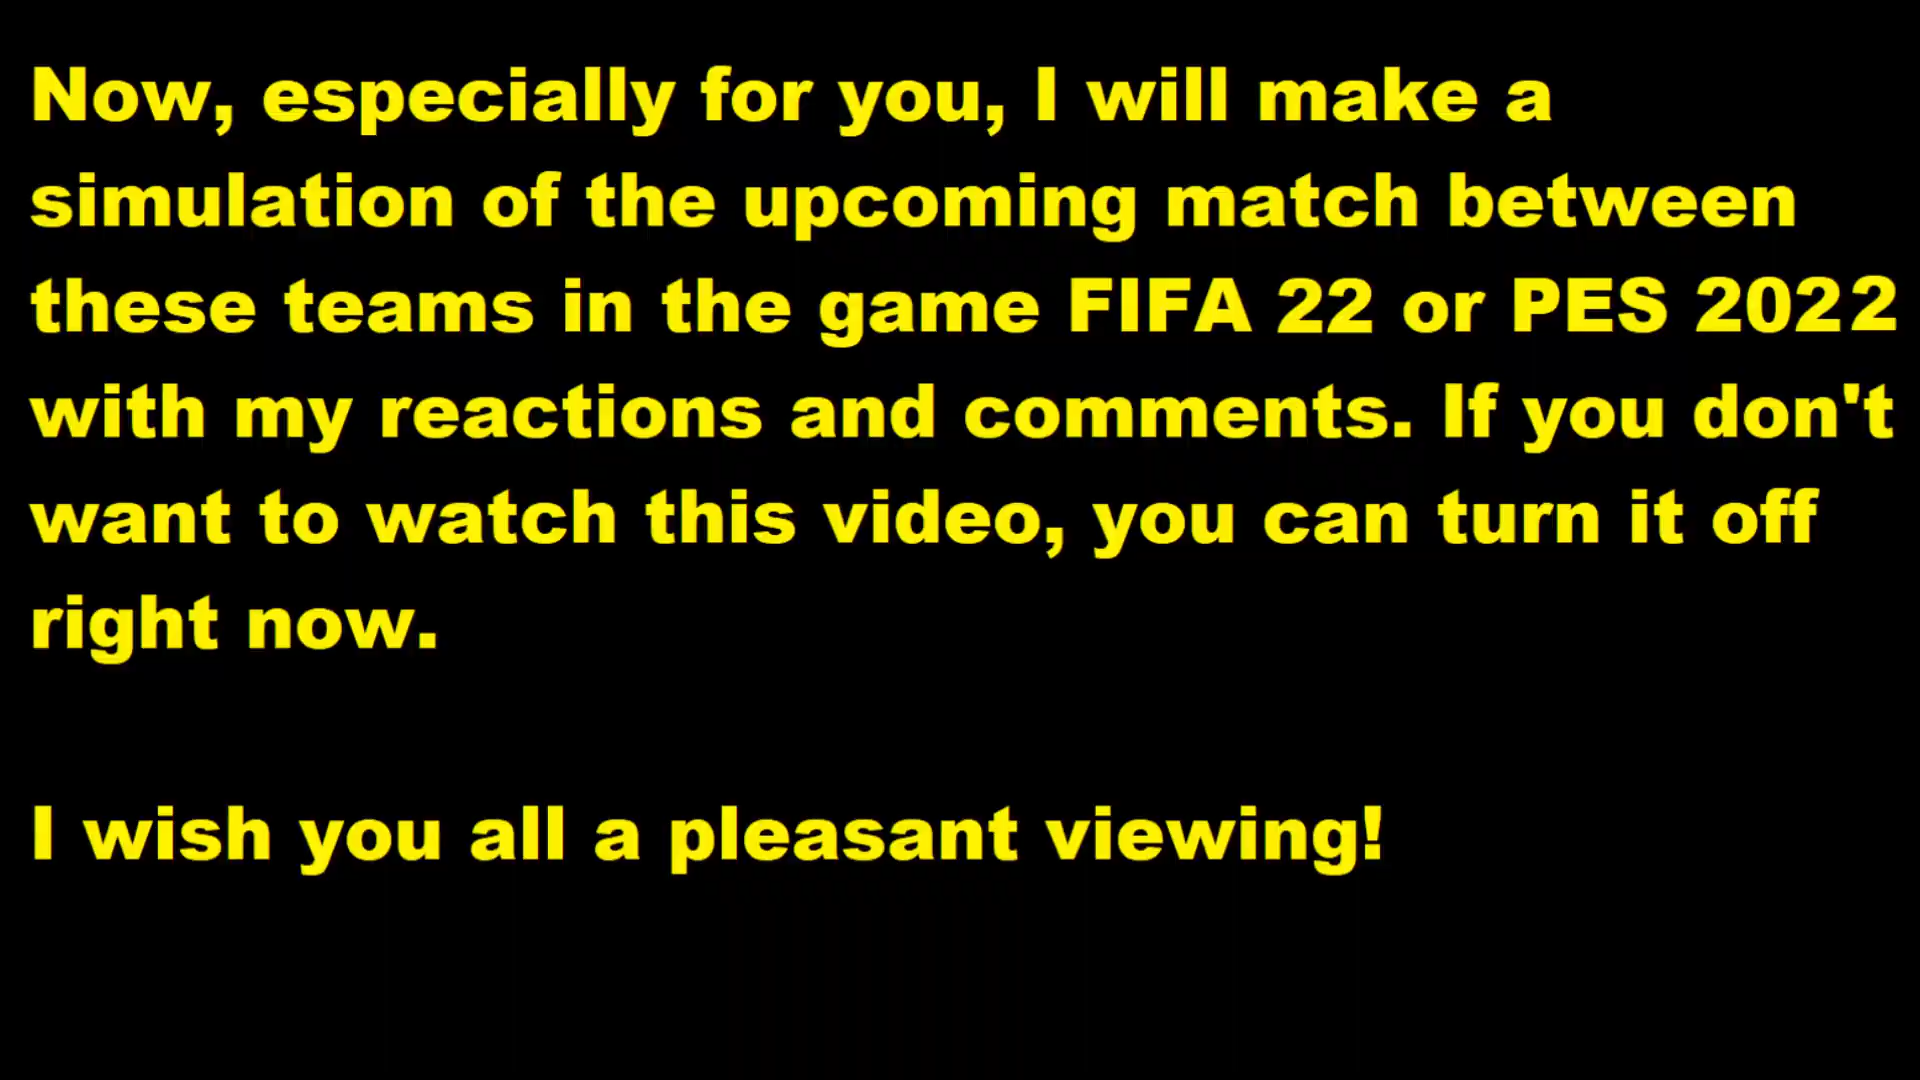 Now, especially for you, I will make a
simulation of the upcoming match between
these teams in the game FIFA 22 or PES 2022
with my reactions and comments. If you don't
want to watch this video, you can turn it off
right now.
I wish you all a pleasant viewing!